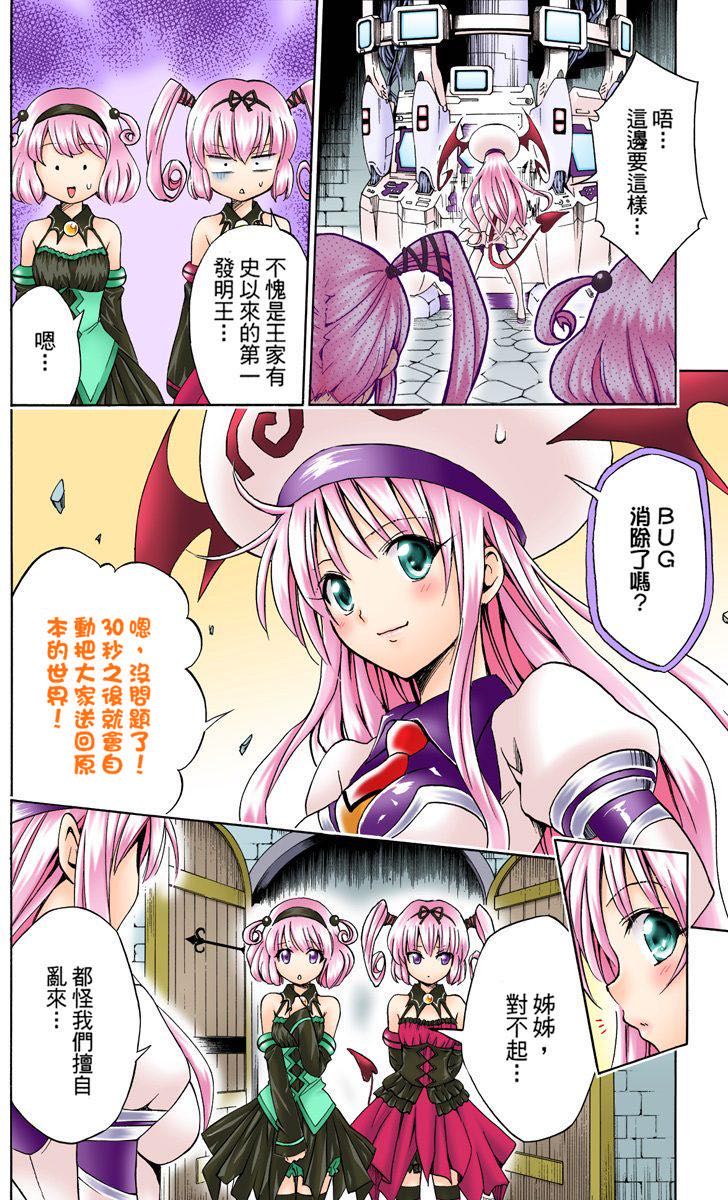 唔…
這邊要這樣…
不愧是王家有
史以來的第一
發明王…
嗯…
BUG
消除了嗎？
嗯，沒問題了！
30秒之後就會自
動把大家送回原
本的世界！
姊姊，
對不起…
都怪我們擅自
亂來…